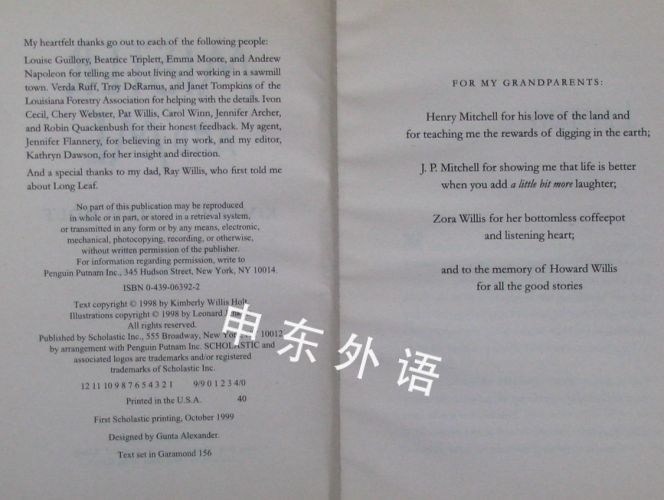 My heartfelt thanks go out to each of the following people:
Louise Guillory, Beatrice Triplett, Emma Moore, and Andrew
Napoleon for telling me about living and working in a sawmill
town. Verda Ruff, Troy DeRamus, and Janet Tompkins of the
Louisiana Forestry Association for helping with the details. Ivon
Cecil, Chery Webster, Pat Willis, Carol Winn, Jennifer Archer,
and Robin Quackenbush for their honest feedback. My agent,
Jennifer Flannery, for believing in my work, and my editor,
Kathryn Dawson, for her insight and direction.
And a special thanks to my dad, Ray Willis, who first told me
about Long Leaf.
No part of this publication may be reproduced
in whole or in part, or stored in a retrieval system,
or transmitted in any form or by any means, electronic,
mechanical, photocopying, recording, or otherwise,
without written permission of the publisher.
For information regarding permission, write to
Penguin Putnam Inc., 345 Hudson Street, New York, NY 10014.
ISBN 0-439-06392-2
Text copyright © 1998 by Kimberly Willis Holt.
Illustrations copyright © 1998 by Leonard
All rights reserved.
Published by Scholastic Inc., 555 Broadway, New York, NY 10012
by arrangement with Penguin Putnam Inc. SCHOLASTIC and
associated logos are trademarks and/or registered
trademarks of Scholastic Inc.
12 11 10 9 8 7 6 5 4 3 2 1 9/9 0 1 2 3 4/0
Printed in the U.S.A. 40
First Scholastic printing, October 1999
Designed by Gunta Alexander.
Text set in Garamond 156
FOR MY GRANDPARENTS:
Henry Mitchell for his love of the land and
for teaching me the rewards of digging in the earth;
J. P. Mitchell for showing me that life is better
when you add a little bit more laughter;
Zora Willis for her bottomless coffeepot
and listening heart;
and to the memory of Howard Willis
for all the good stories
申东外语